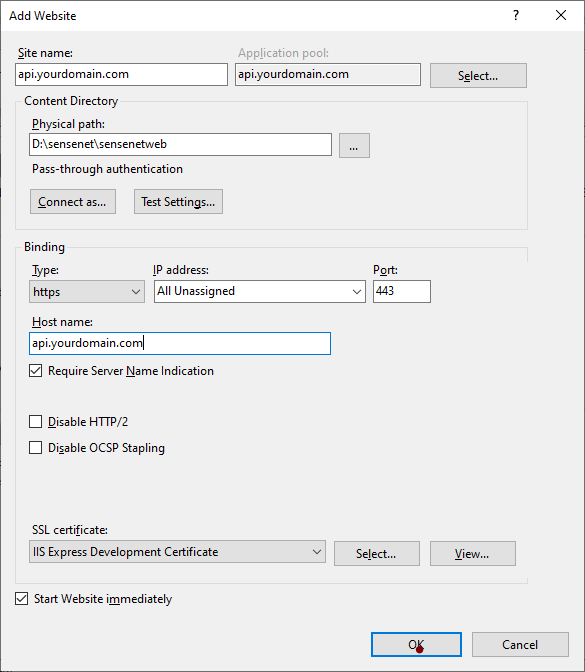 Add Website
?
Site name:
Application pool:
api.yourdomain.com
api.yourdomain.com
Select...
Content Directory
Physical path:
D:\sensenet\sensenetweb
...
Pass-through authentication
Connect as...
Test Settings...
Binding
Type:
IP address:
Port:
https
All Unassigned
443
Host name:
api.yourdomain.com
Require Server Name Indication
Disable HTTP/2
Disable OCSP Stapling
SSL certificate:
IIS Express Development Certificate
Select...
View...
Start Website immediately
OK
Cancel